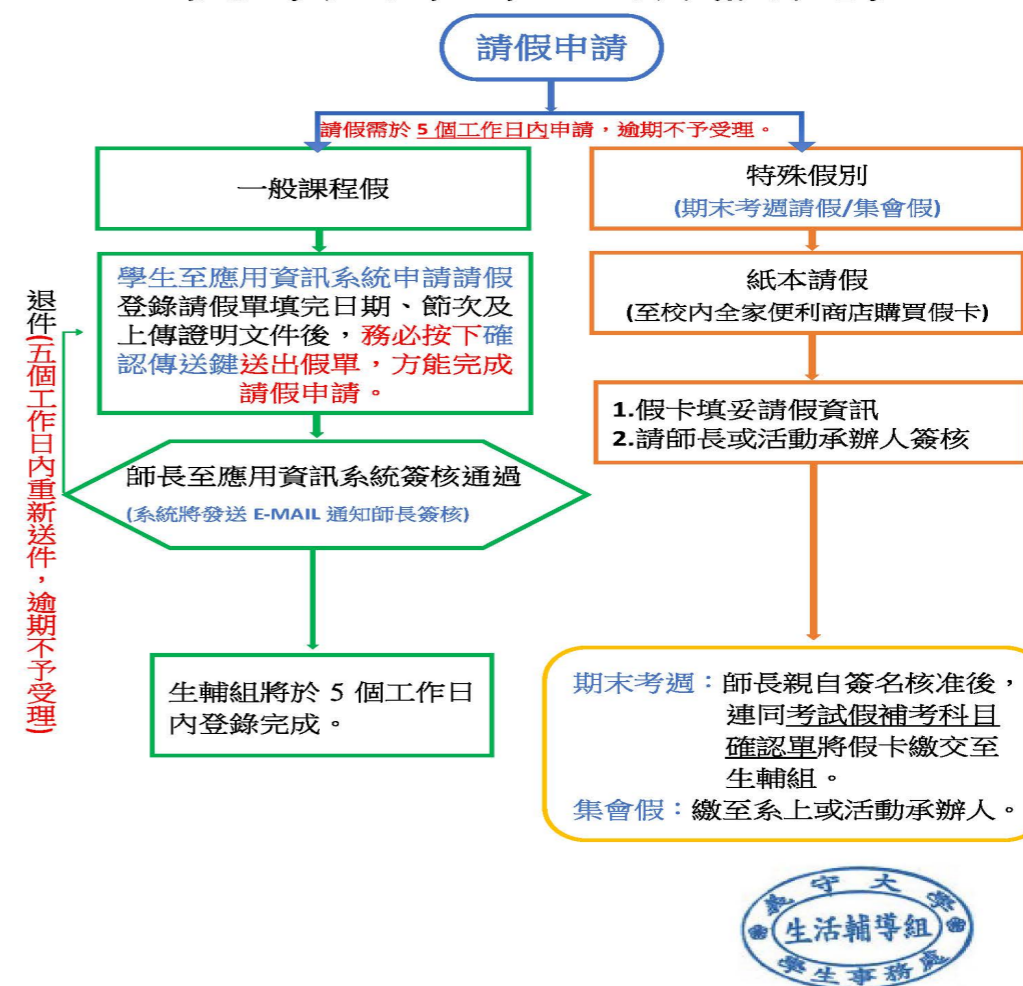 請假申請
請假需於 5 個工作日內申請，逾期不予受理。
一般課程假
學生至應用資訊系統申請請假
登錄請假單填完日期、節次及
上傳證明文件後，務必按下確
認傳送鍵送出假單，方能完成
請假申請。
師長至應用資訊系統簽核通過
(系統將發送 E-MAIL 通知師長簽核)
退件(五個工作日內重新送件，逾期不予受理)
生輔組將於 5 個工作日
內登錄完成。
特殊假別
(期末考週請假/集會假)
紙本請假
(至校內全家便利商店購買假卡)
1.假卡填妥請假資訊
2.請師長或活動承辦人簽核
期末考週：師長親自簽名核准後，
連同考試假補考科目
確認單將假卡繳交至
生輔組。
集會假：繳至系上或活動承辦人。
義守大學
生活輔導組
學生事務處